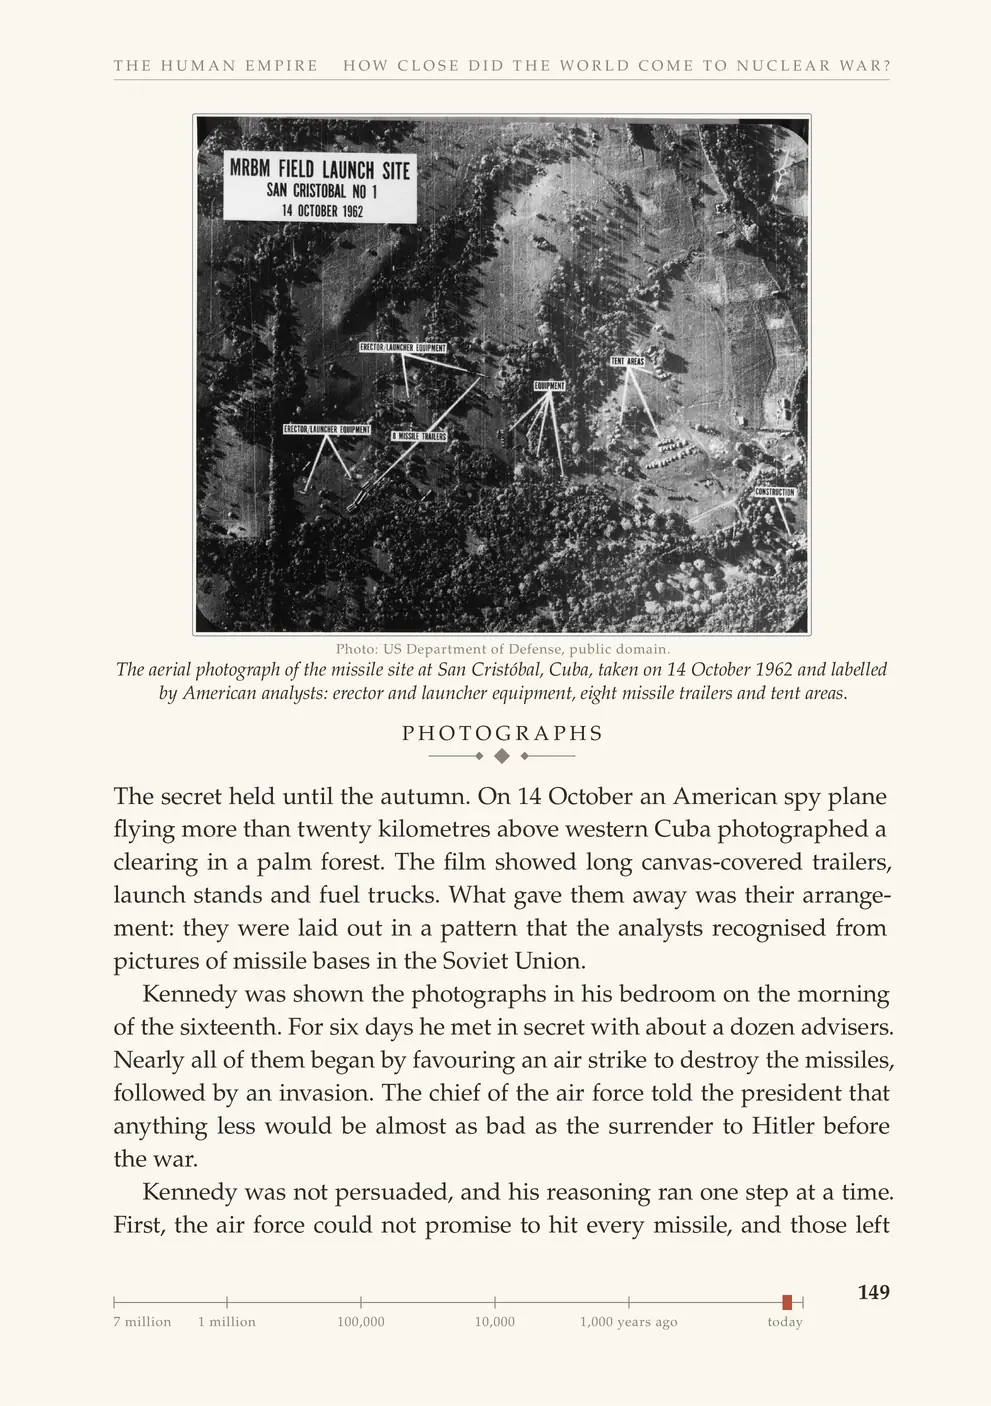 THE HUMAN EMPIRE HOW CLOSE DID THE WORLD COME TO NUCLEAR WAR?
MRBM FIELD LAUNCH SITE
SAN CRISTOBAL NO 1
14 OCTOBER 1962
ERECTOR/LAUNCHER EQUIPMENT
TENT AREAS
EQUIPMENT
ERECTOR/LAUNCHER EQUIPMENT
8 MISSILE TRAILERS
CONSTRUCTION
Photo: US Department of Defense, public domain.
The aerial photograph of the missile site at San Cristóbal, Cuba, taken on 14 October 1962 and labelled
by American analysts: erector and launcher equipment, eight missile trailers and tent areas.
PHOTOGRAPHS
The secret held until the autumn. On 14 October an American spy plane
flying more than twenty kilometres above western Cuba photographed a
clearing in a palm forest. The film showed long canvas-covered trailers,
launch stands and fuel trucks. What gave them away was their arrange-
ment: they were laid out in a pattern that the analysts recognised from
pictures of missile bases in the Soviet Union.
Kennedy was shown the photographs in his bedroom on the morning
of the sixteenth. For six days he met in secret with about a dozen advisers.
Nearly all of them began by favouring an air strike to destroy the missiles,
followed by an invasion. The chief of the air force told the president that
anything less would be almost as bad as the surrender to Hitler before
the war.
Kennedy was not persuaded, and his reasoning ran one step at a time.
First, the air force could not promise to hit every missile, and those left
149
7 million 1 million 100,000 10,000 1,000 years ago today